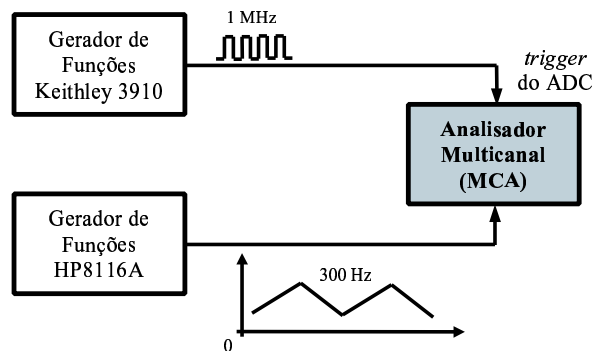 1 MHz
Gerador de
Funções
Keithley 3910
trigger
do ADC
Analisador
Multicanal
(MCA)
Gerador de
Funções
HP8116A
300 Hz
0